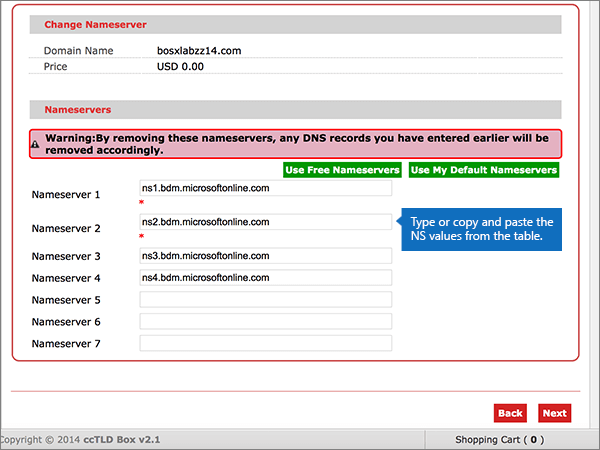 Change Nameserver
Domain Name bosxlabzz14.com
Price USD 0.00
Nameservers
Warning:By removing these nameservers, any DNS records you have entered earlier will be
removed accordingly.
Use Free Nameservers Use My Default Nameservers
Nameserver 1 ns1.bdm.microsoftonline.com
*
Nameserver 2 ns2.bdm.microsoftonline.com
*
Type or copy and paste the
NS values from the table.
Nameserver 3 ns3.bdm.microsoftonline.com
Nameserver 4 ns4.bdm.microsoftonline.com
Nameserver 5
Nameserver 6
Nameserver 7
Back Next
Copyright © 2014 ccTLD Box v2.1 Shopping Cart ( 0 )